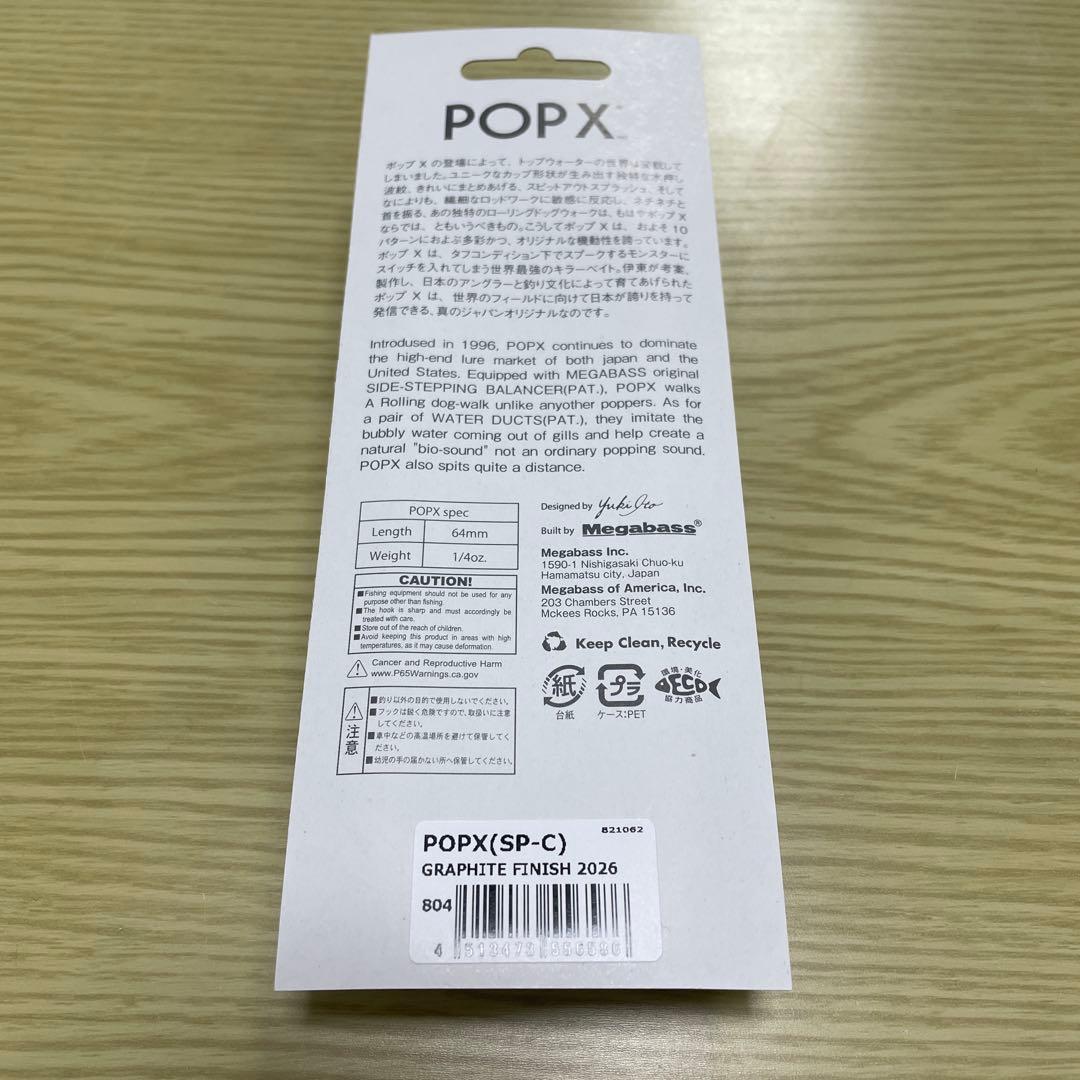 POPX™
ポップ X の登場によって、トップウォーターの世界は変貌して
しまいました。ユニークなカップ形状が生み出す独特な水押し
波紋、きれいにまとめあげる、スピットアウトスプラッシュ、そして
なによりも、繊細なロッドワークに敏感に反応し、ネチネチと
首を振る、あの独特のローリングドッグウォークは、もはやポップ X
ならでは、ともいうべきもの。こうしてポップ X は、およそ 10
パターンにおよぶ多彩かつ、オリジナルな機動性を誇っています。
ポップ X は、タフコンディション下でスプークするモンスターに
スイッチを入れてしまう世界最強のキラーベイト。伊東が考案、
製作し、日本のアングラーと釣り文化によって育てあげられた
ポップ X は、世界のフィールドに向けて日本が誇りを持って
発信できる、真のジャパンオリジナルなのです。
Introdused in 1996, POPX continues to dominate
the high-end lure market of both japan and the
United States. Equipped with MEGABASS original
SIDE-STEPPING BALANCER(PAT.), POPX walks
A Rolling dog-walk unlike anyother poppers. As for
a pair of WATER DUCTS(PAT.), they imitate the
bubbly water coming out of gills and help create a
natural "bio-sound" not an ordinary popping sound.
POPX also spits quite a distance.
POPX spec
Length 64mm
Weight 1/4oz.
CAUTION!
■Fishing equipment should not be used for any
purpose other than fishing.
■The hook is sharp and must accordingly be
treated with care.
■Store out of the reach of children.
■Avoid keeping this product in areas with high
temperatures, as it may cause deformation.
Cancer and Reproductive Harm
www.P65Warnings.ca.gov
注意
■釣り以外の目的で使用しないでください。
■フックは鋭く危険ですので、取扱いに注意
してください。
■車中などの高温場所を避けて保管してく
ださい。
■幼児の手の届かない所へ保管してください。
Designed by Yuki Ito
Built by Megabass®
Megabass Inc.
1590-1 Nishigasaki Chuo-ku
Hamamatsu city, Japan
Megabass of America, Inc.
203 Chambers Street
Mckees Rocks, PA 15136
Keep Clean, Recycle
紙
台紙
プラ
ケース:PET
環境・美化
ECO
協力商品
821062
POPX(SP-C)
GRAPHITE FINISH 2026
804
4 513473 556586